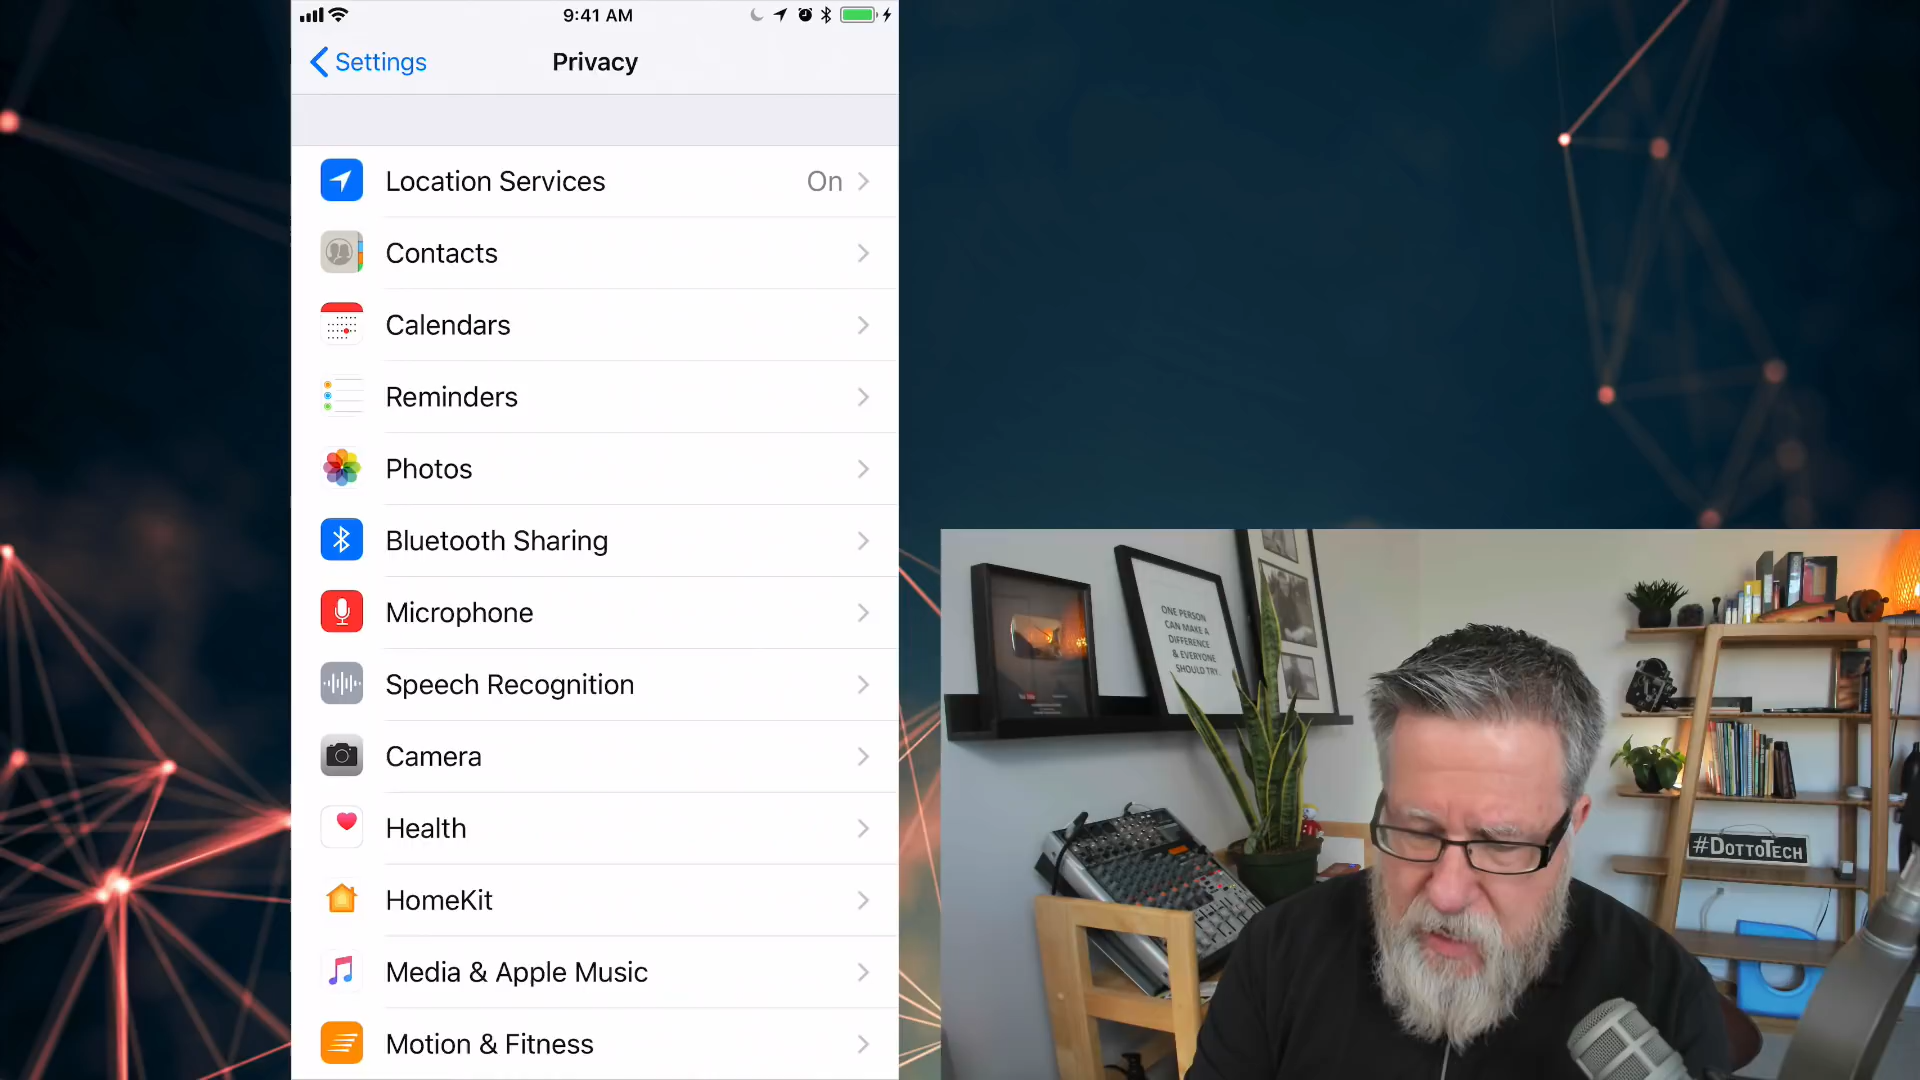 9:41 AM
Settings
Privacy
Location Services On
Contacts
Calendars
Reminders
Photos
Bluetooth Sharing
Microphone
Speech Recognition
Camera
Health
HomeKit
Media & Apple Music
Motion & Fitness
ONE PERSON
CAN MAKE A
DIFFERENCE
& EVERYONE
SHOULD TRY.
#DOTTOTECH